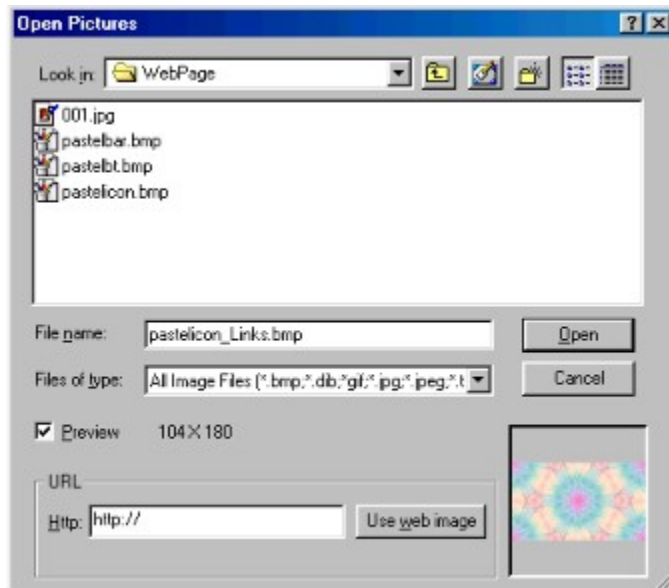 Open Pictures
Look in: WebPage
001.jpg
pastelbar.bmp
pastelbt.bmp
pastelicon.bmp
File name: pastelicon_Links.bmp Open
Files of type: All Image Files (*.bmp;*.dib;*gif;*.jpg;*.jpeg;*.t Cancel
Preview 104×180
URL
Http: http:// Use web image